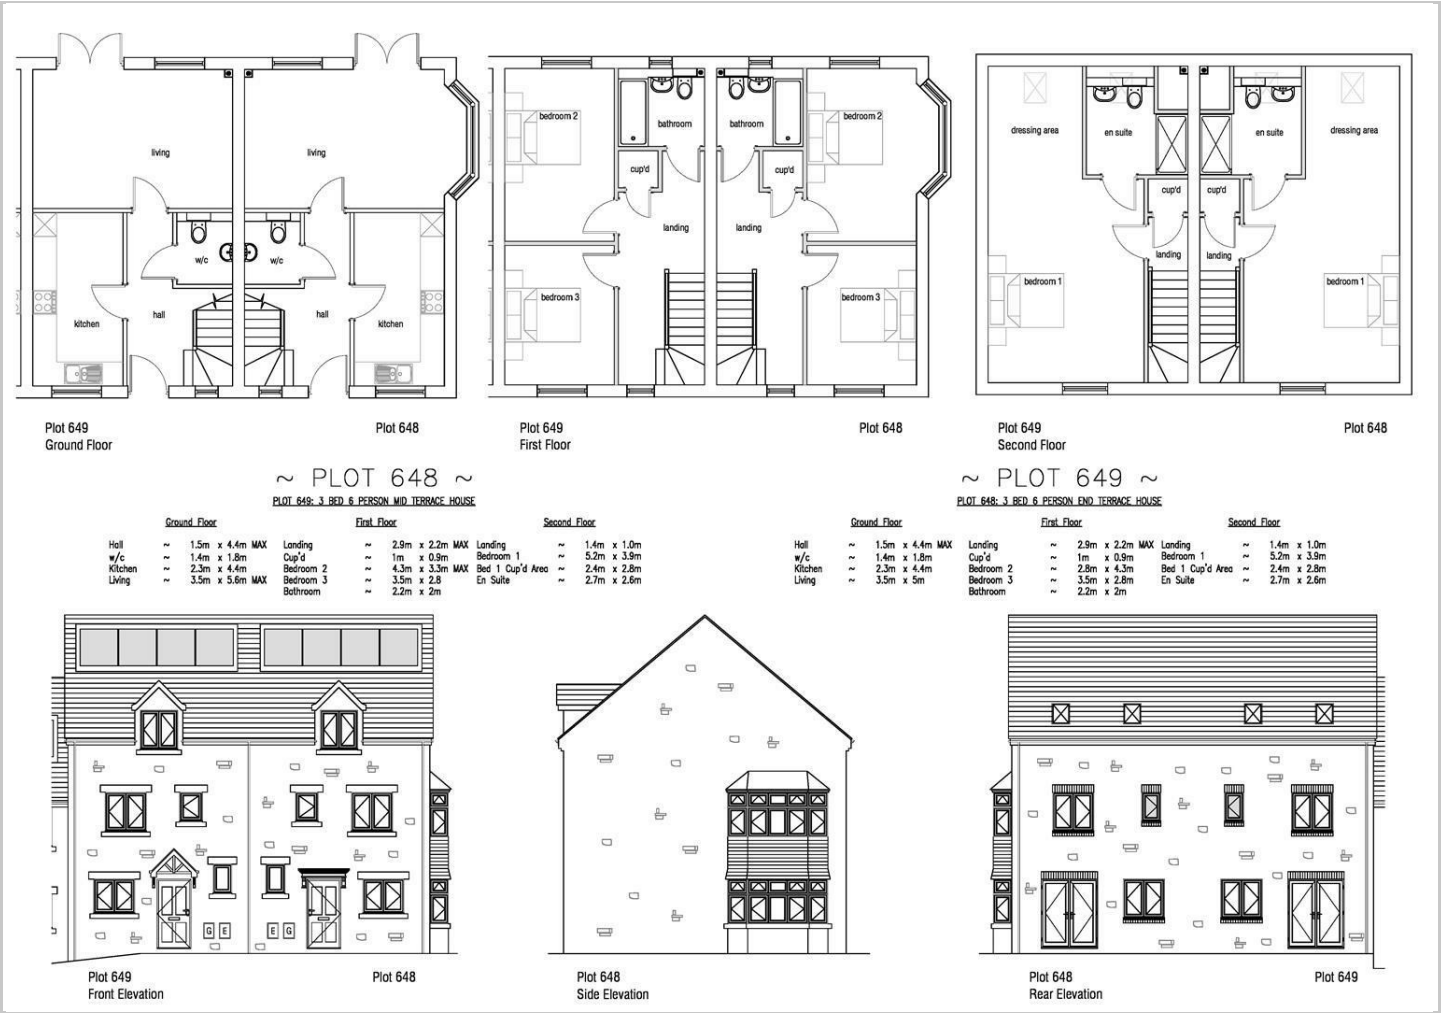 living
living
w/c
w/c
hall
hall
kitchen
kitchen
Plot 649
Ground Floor
Plot 648
bedroom 2
bathroom
bathroom
bedroom 2
cup'd
cup'd
landing
landing
bedroom 3
bedroom 3
Plot 649
First Floor
Plot 648
dressing area
en suite
en suite
dressing area
cup'd
cup'd
landing
landing
bedroom 1
bedroom 1
Plot 649
Second Floor
Plot 648
~ PLOT 648 ~
PLOT 649: 3 BED 6 PERSON MID TERRACE HOUSE
Ground Floor First Floor Second Floor
Hall ~ 1.5m x 4.4m MAX Landing ~ 2.9m x 2.2m MAX Landing ~ 1.4m x 1.0m
w/c ~ 1.4m x 1.8m Cup'd ~ 1m x 0.9m Bedroom 1 5.2m x 3.9m
Kitchen ~ 2.3m x 4.4m Bedroom 2 ~ 4.3m x 3.3m MAX Bed 1 Cup'd Area ~ 2.4m x 2.8m
Living ~ 3.5m x 5.6m MAX Bedroom 3 ~ 3.5m x 2.8 En Suite ~ 2.7m x 2.6m
Bathroom ~ 2.2m x 2m
~ PLOT 649 ~
PLOT 648: 3 BED 6 PERSON END TERRACE HOUSE
Ground Floor First Floor Second Floor
Hall ~ 1.5m x 4.4m MAX Landing ~ 2.9m x 2.2m MAX Landing ~ 1.4m x 1.0m
w/c ~ 1.4m x 1.8m Cup'd ~ 1m x 0.9m Bedroom 1 ~ 5.2m x 3.9m
Kitchen ~ 2.3m x 4.4m Bedroom 2 ~ 2.8m x 4.3m Bed 1 Cup'd Area ~ 2.4m x 2.8m
Living ~ 3.5m x 5m Bedroom 3 ~ 3.5m x 2.8m En Suite ~ 2.7m x 2.6m
Bathroom ~ 2.2m x 2m
G E E G
Plot 649
Front Elevation
Plot 648
Plot 648
Side Elevation
Plot 648
Rear Elevation
Plot 649